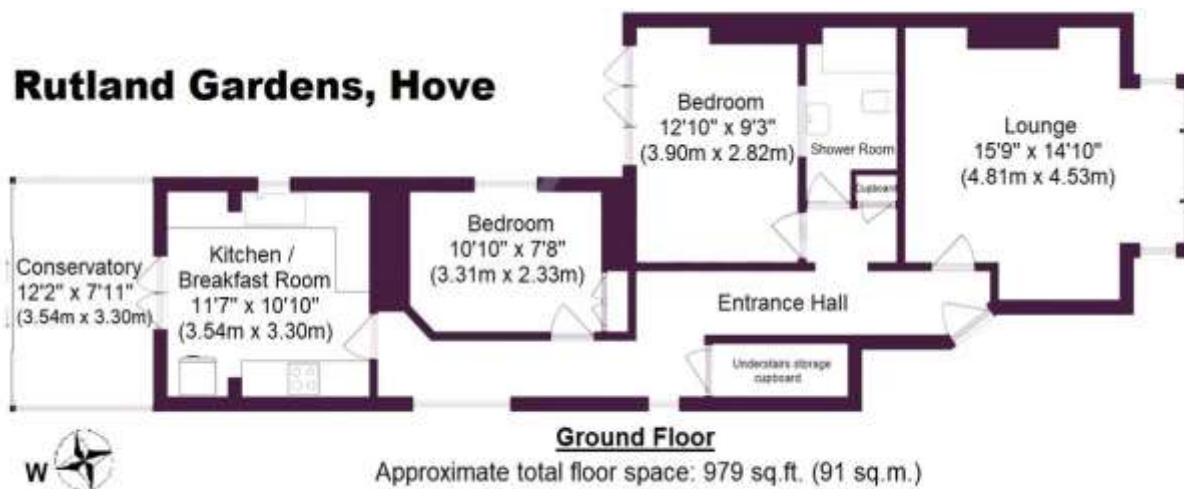 Rutland Gardens, Hove
Bedroom
12'10" x 9'3"
(3.90m x 2.82m)
Shower Room
Cupboard
Lounge
15'9" x 14'10"
(4.81m x 4.53m)
Conservatory
12'2" x 7'11"
(3.54m x 3.30m)
Kitchen /
Breakfast Room
11'7" x 10'10"
(3.54m x 3.30m)
Bedroom
10'10" x 7'8"
(3.31m x 2.33m)
Entrance Hall
Understairs storage
cupboard
W
Ground Floor
Approximate total floor space: 979 sq.ft. (91 sq.m.)